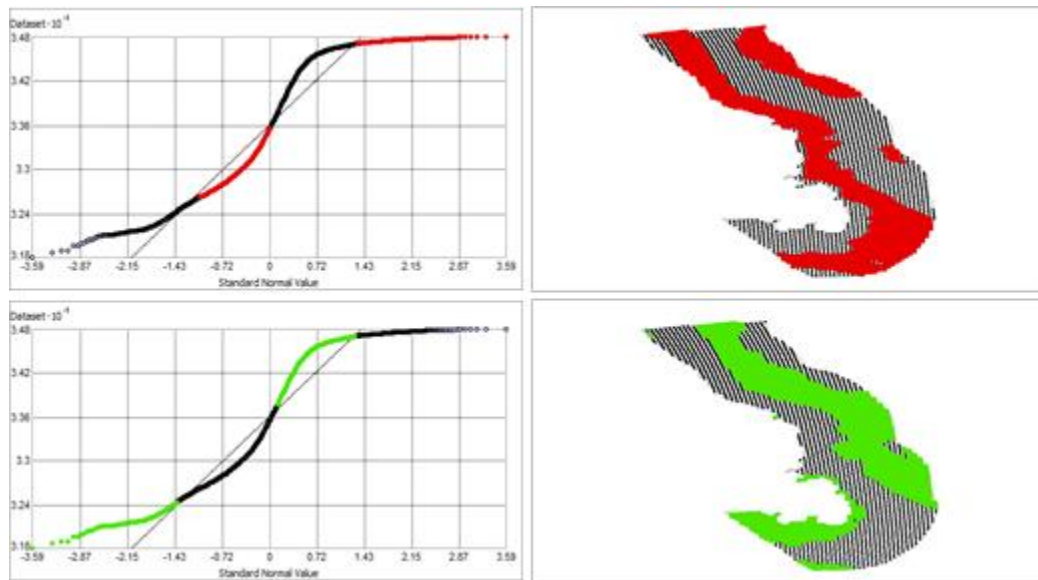 Dataset · 10 -4
3.48
3.42
3.36
3.3
3.24
3.18
-3.59 -2.87 -2.15 -1.43 -0.72 0 0.72 1.43 2.15 2.87 3.59
Standard Normal Value
Dataset · 10 -4
3.48
3.42
3.36
3.3
3.24
3.18
-3.59 -2.87 -2.15 -1.43 -0.72 0 0.72 1.43 2.15 2.87 3.59
Standard Normal Value